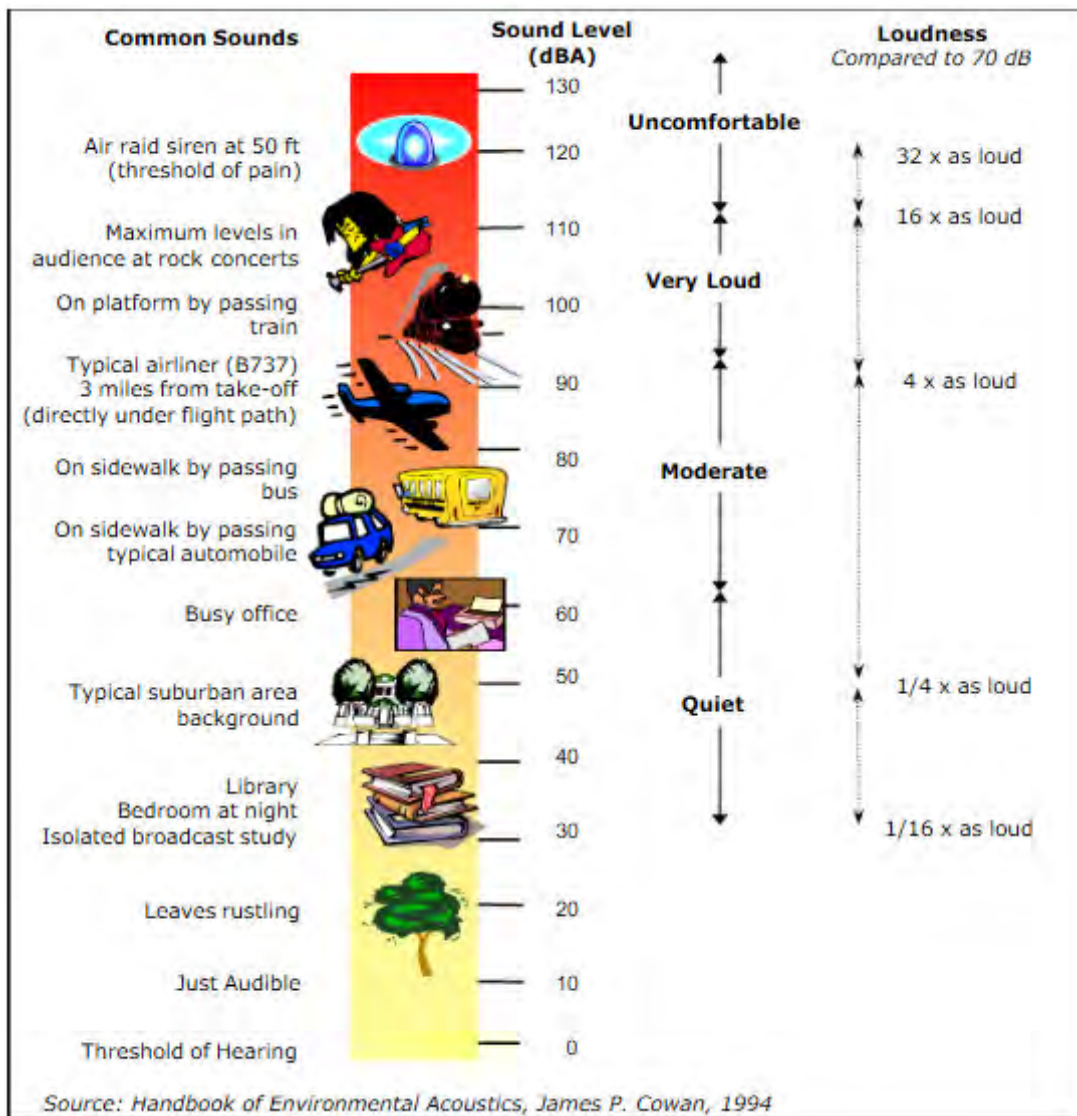 Common Sounds
Sound Level
(dBA)
Loudness
Compared to 70 dB
130
Uncomfortable
Air raid siren at 50 ft
(threshold of pain)
120
32 x as loud
16 x as loud
Maximum levels in
audience at rock concerts
110
Very Loud
On platform by passing
train
100
Typical airliner (B737)
3 miles from take-off
(directly under flight path)
90
4 x as loud
On sidewalk by passing
bus
80
Moderate
On sidewalk by passing
typical automobile
70
Busy office
60
Typical suburban area
background
50
1/4 x as loud
Quiet
40
Library
Bedroom at night
Isolated broadcast study
30
1/16 x as loud
Leaves rustling
20
Just Audible
10
Threshold of Hearing
0
Source: Handbook of Environmental Acoustics, James P. Cowan, 1994